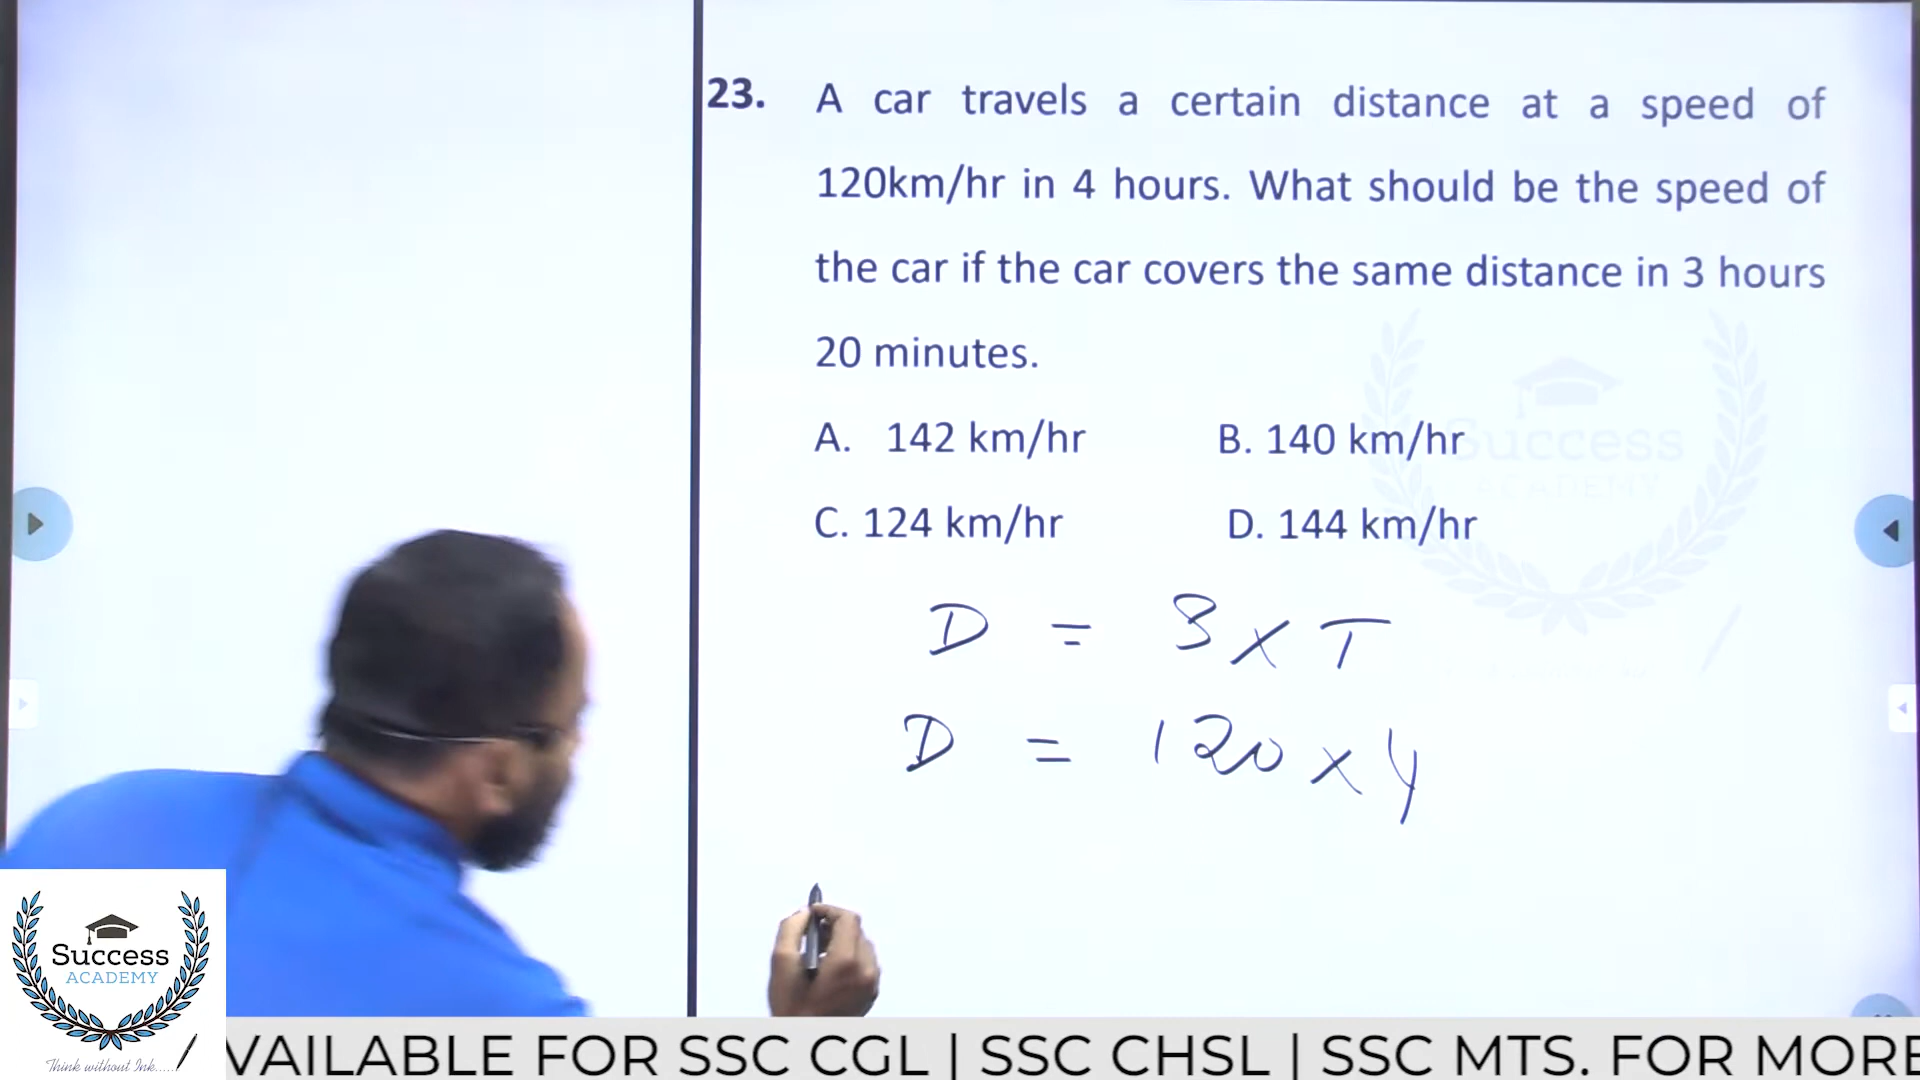 23. A car travels a certain distance at a speed of
120km/hr in 4 hours. What should be the speed of
the car if the car covers the same distance in 3 hours
20 minutes.
A. 142 km/hr B. 140 km/hr
C. 124 km/hr D. 144 km/hr
Success
ACADEMY
D = S × T
D = 120 × 4
Success
ACADEMY
Think without Ink.....
VAILABLE FOR SSC CGL | SSC CHSL | SSC MTS. FOR MORE